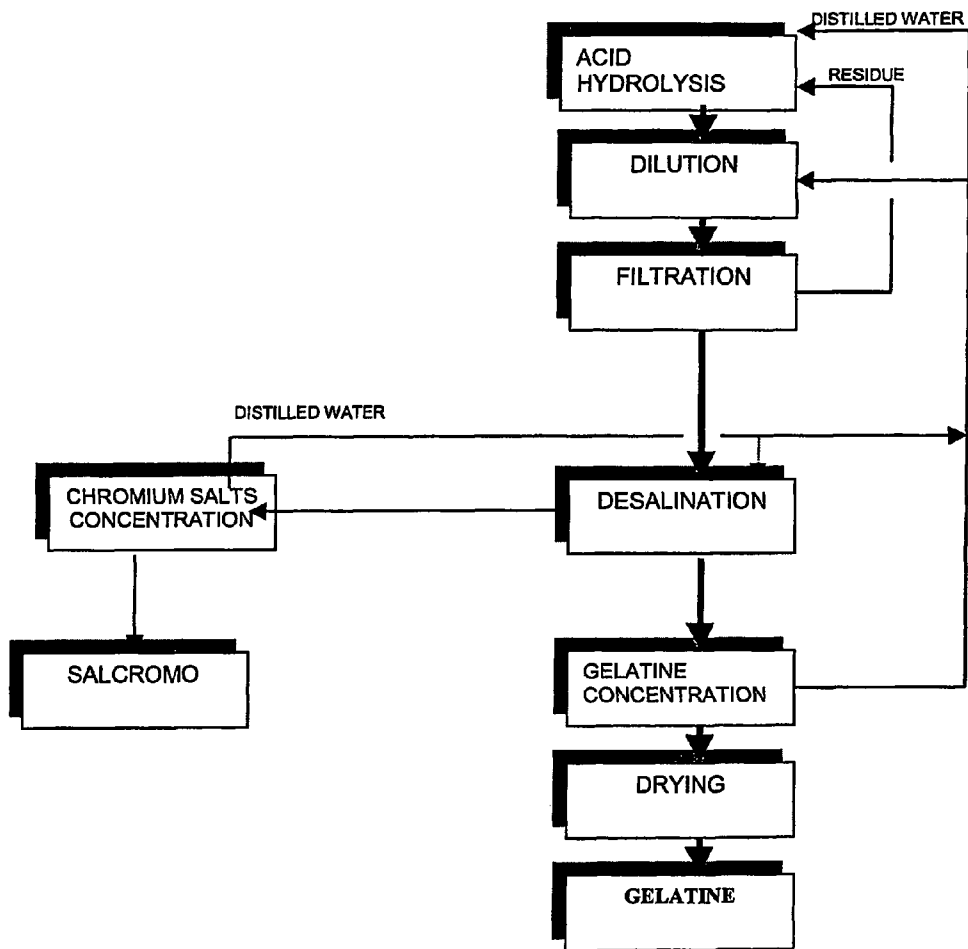 DISTILLED WATER
ACID
HYDROLYSIS
RESIDUE
DILUTION
FILTRATION
DISTILLED WATER
CHROMIUM SALTS
CONCENTRATION
DESALINATION
SALCROMO
GELATINE
CONCENTRATION
DRYING
GELATINE